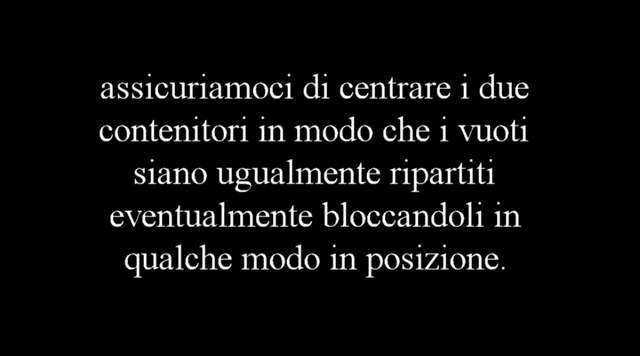 assicuriamoci di centrare i due
contenitori in modo che i vuoti
siano ugualmente ripartiti
eventualmente bloccandoli in
qualche modo in posizione.